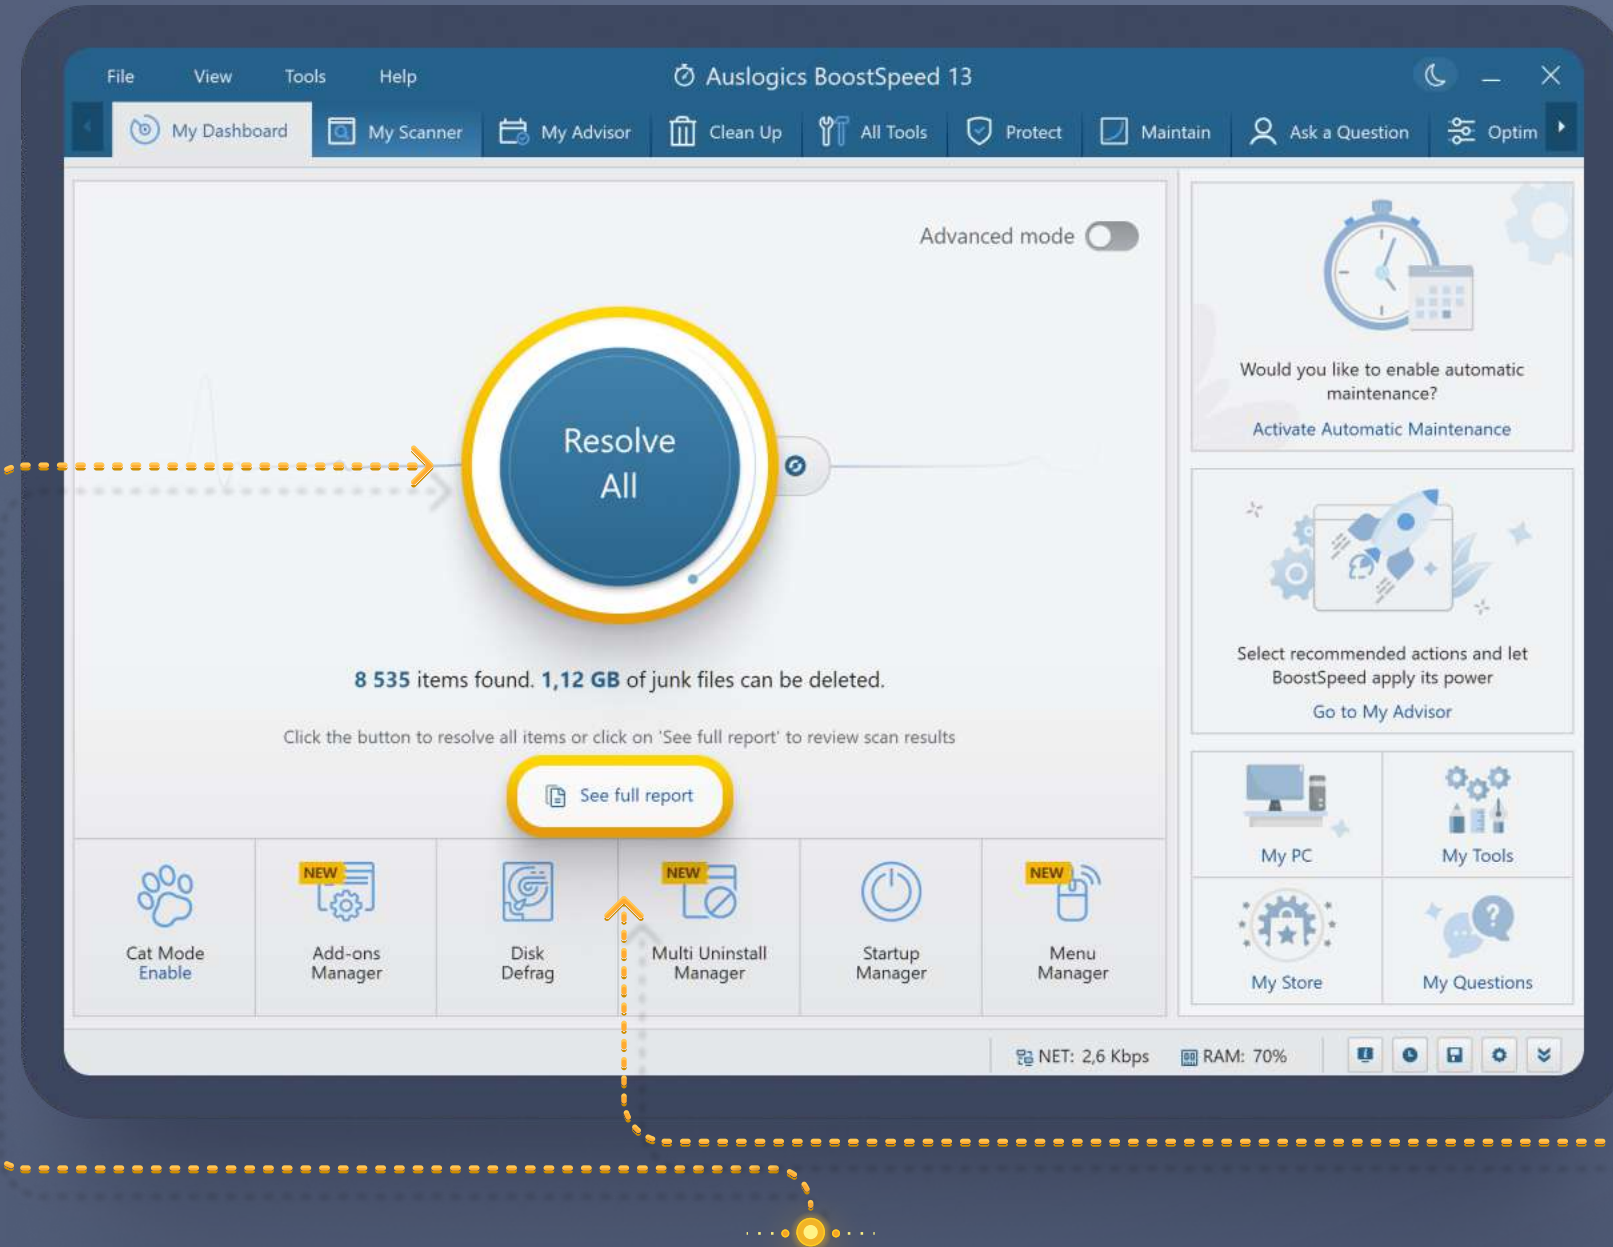 File View Tools Help
Auslogics BoostSpeed 13
My Dashboard
My Scanner
My Advisor
Clean Up
All Tools
Protect
Maintain
Ask a Question
Optim
Advanced mode
Resolve
All
8 535 items found. 1,12 GB of junk files can be deleted.
Click the button to resolve all items or click on 'See full report' to review scan results
See full report
Cat Mode
Enable
NEW
Add-ons
Manager
Disk
Defrag
NEW
Multi Uninstall
Manager
Startup
Manager
NEW
Menu
Manager
Would you like to enable automatic
maintenance?
Activate Automatic Maintenance
Select recommended actions and let
BoostSpeed apply its power
Go to My Advisor
My PC
My Tools
My Store
?
My Questions
NET: 2,6 Kbps
RAM: 70%